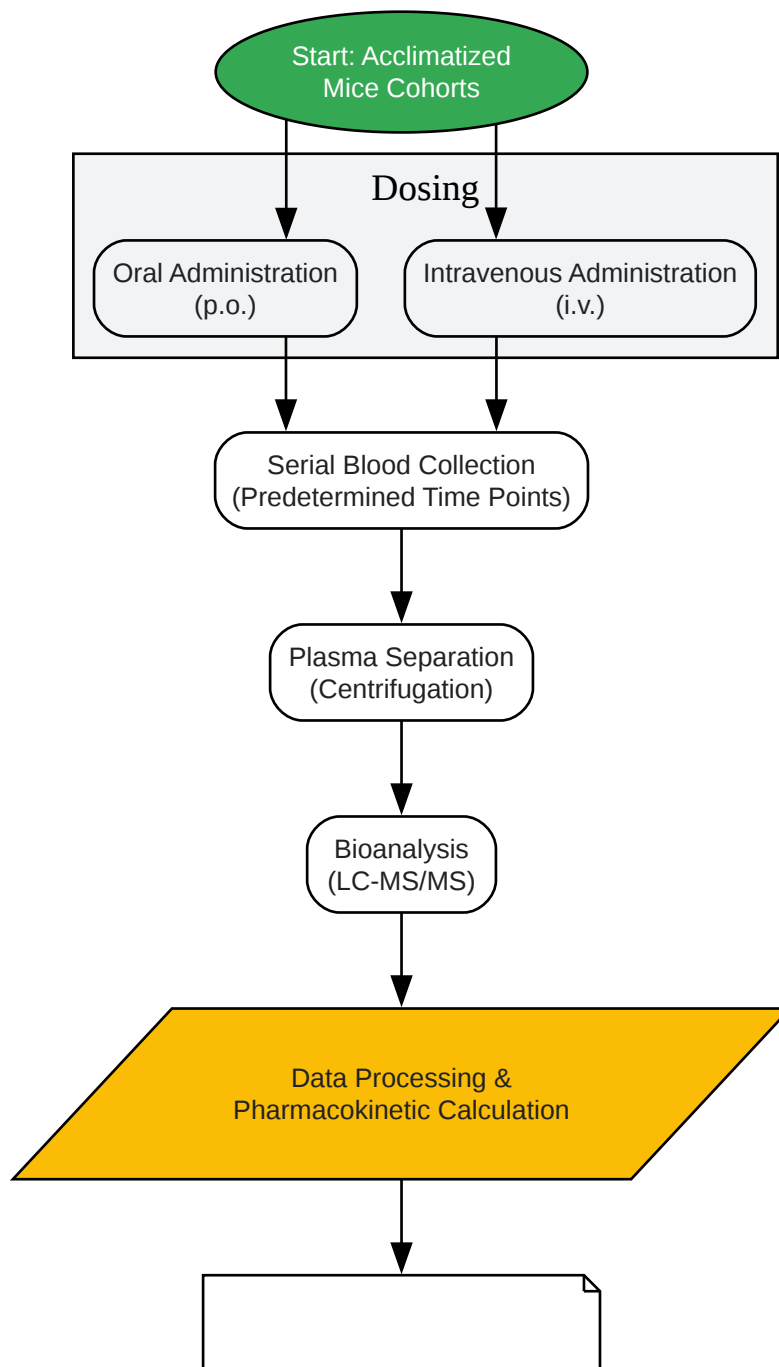 Start: Acclimatized
Mice Cohorts
Dosing
Oral Administration
(p.o.)
Intravenous Administration
(i.v.)
Serial Blood Collection
(Predetermined Time Points)
Plasma Separation
(Centrifugation)
Bioanalysis
(LC-MS/MS)
Data Processing &
Pharmacokinetic Calculation